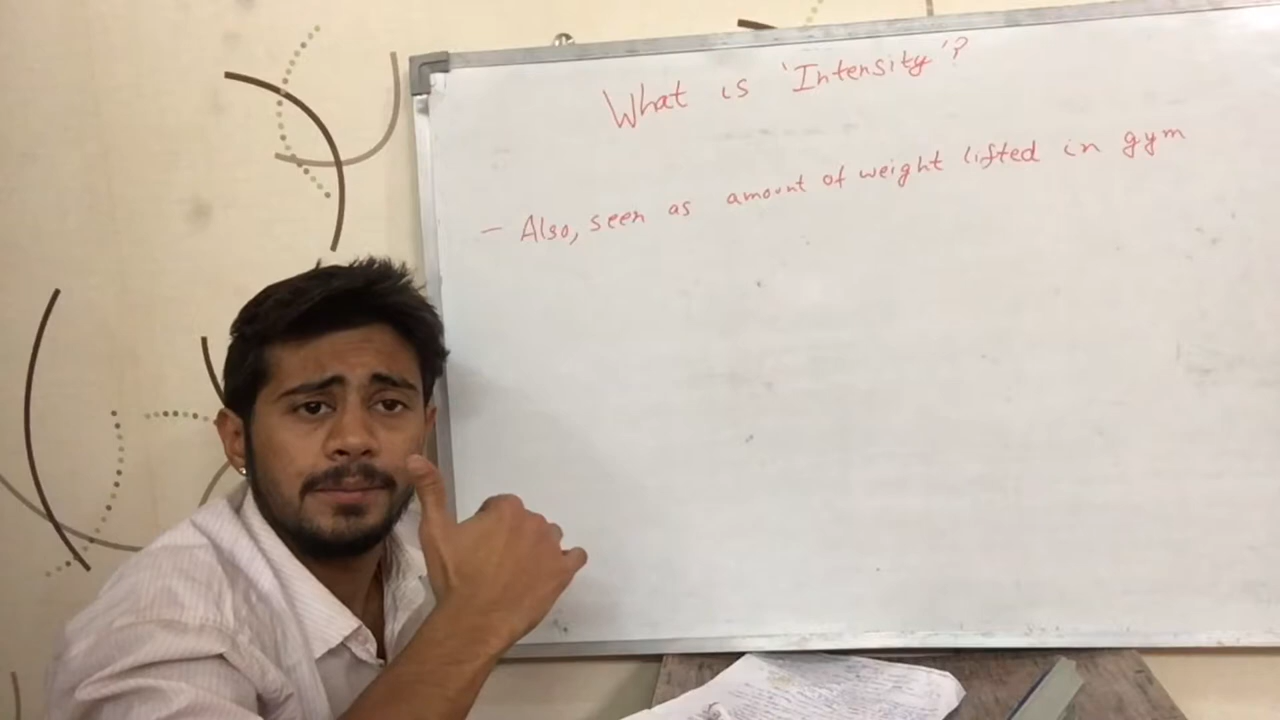 What is 'Intensity'?
– Also, seen as amount of weight lifted in gym